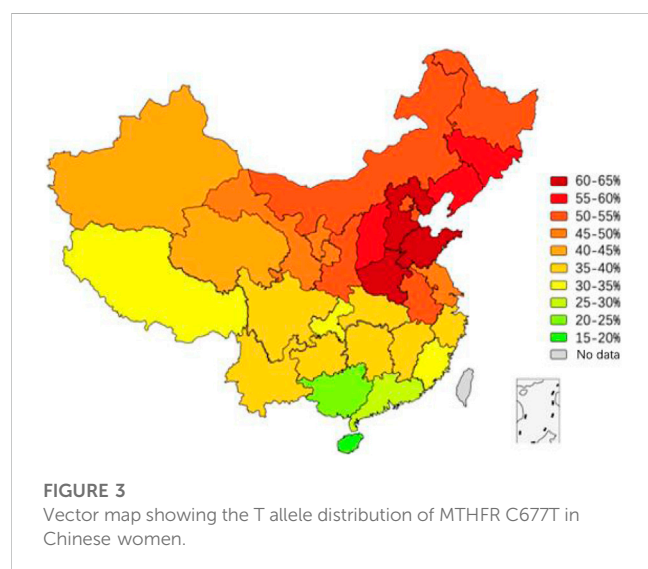 60-65%
55-60%
50-55%
45-50%
40-45%
35-40%
30-35%
25-30%
20-25%
15-20%
No data
FIGURE 3
Vector map showing the T allele distribution of MTHFR C677T in
Chinese women.